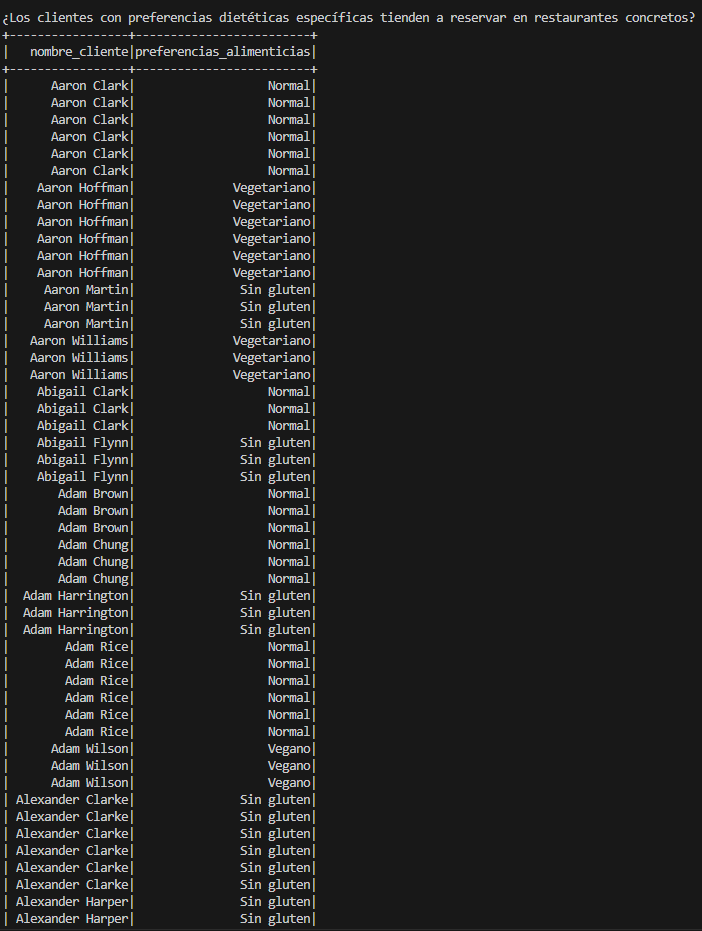 ¿Los clientes con preferencias dietéticas específicas tienden a reservar en restaurantes concretos?
+-----------------+-------------------------+
|   nombre_cliente|preferencias_alimenticias|
+-----------------+-------------------------+
|      Aaron Clark|                   Normal|
|      Aaron Clark|                   Normal|
|      Aaron Clark|                   Normal|
|      Aaron Clark|                   Normal|
|      Aaron Clark|                   Normal|
|      Aaron Clark|                   Normal|
|    Aaron Hoffman|              Vegetariano|
|    Aaron Hoffman|              Vegetariano|
|    Aaron Hoffman|              Vegetariano|
|    Aaron Hoffman|              Vegetariano|
|    Aaron Hoffman|              Vegetariano|
|    Aaron Hoffman|              Vegetariano|
|     Aaron Martin|               Sin gluten|
|     Aaron Martin|               Sin gluten|
|     Aaron Martin|               Sin gluten|
|   Aaron Williams|              Vegetariano|
|   Aaron Williams|              Vegetariano|
|   Aaron Williams|              Vegetariano|
|    Abigail Clark|                   Normal|
|    Abigail Clark|                   Normal|
|    Abigail Clark|                   Normal|
|    Abigail Flynn|               Sin gluten|
|    Abigail Flynn|               Sin gluten|
|    Abigail Flynn|               Sin gluten|
|       Adam Brown|                   Normal|
|       Adam Brown|                   Normal|
|       Adam Brown|                   Normal|
|       Adam Chung|                   Normal|
|       Adam Chung|                   Normal|
|       Adam Chung|                   Normal|
|  Adam Harrington|               Sin gluten|
|  Adam Harrington|               Sin gluten|
|  Adam Harrington|               Sin gluten|
|        Adam Rice|                   Normal|
|        Adam Rice|                   Normal|
|        Adam Rice|                   Normal|
|        Adam Rice|                   Normal|
|        Adam Rice|                   Normal|
|        Adam Rice|                   Normal|
|      Adam Wilson|                   Vegano|
|      Adam Wilson|                   Vegano|
|      Adam Wilson|                   Vegano|
| Alexander Clarke|               Sin gluten|
| Alexander Clarke|               Sin gluten|
| Alexander Clarke|               Sin gluten|
| Alexander Clarke|               Sin gluten|
| Alexander Clarke|               Sin gluten|
| Alexander Clarke|               Sin gluten|
| Alexander Harper|               Sin gluten|
| Alexander Harper|               Sin gluten|